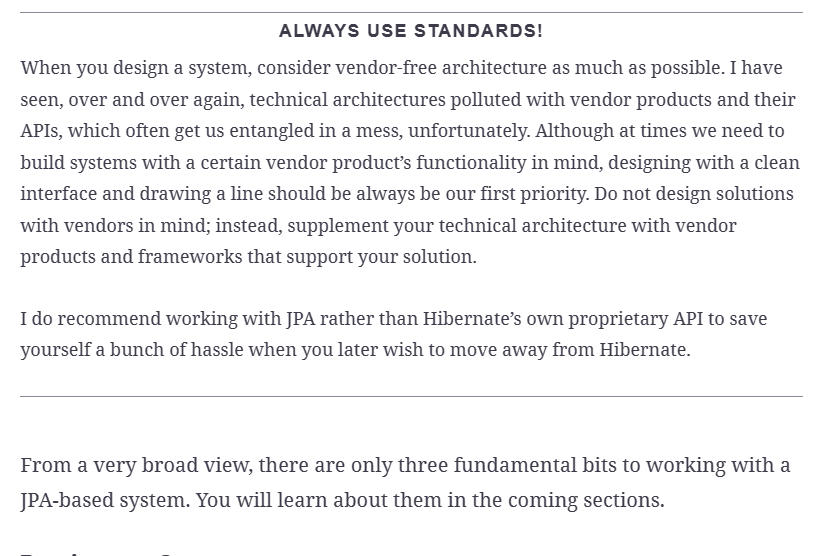 ALWAYS USE STANDARDS!
When you design a system, consider vendor-free architecture as much as possible. I have
seen, over and over again, technical architectures polluted with vendor products and their
APIs, which often get us entangled in a mess, unfortunately. Although at times we need to
build systems with a certain vendor product’s functionality in mind, designing with a clean
interface and drawing a line should be always be our first priority. Do not design solutions
with vendors in mind; instead, supplement your technical architecture with vendor
products and frameworks that support your solution.
I do recommend working with JPA rather than Hibernate’s own proprietary API to save
yourself a bunch of hassle when you later wish to move away from Hibernate.
From a very broad view, there are only three fundamental bits to working with a
JPA-based system. You will learn about them in the coming sections.